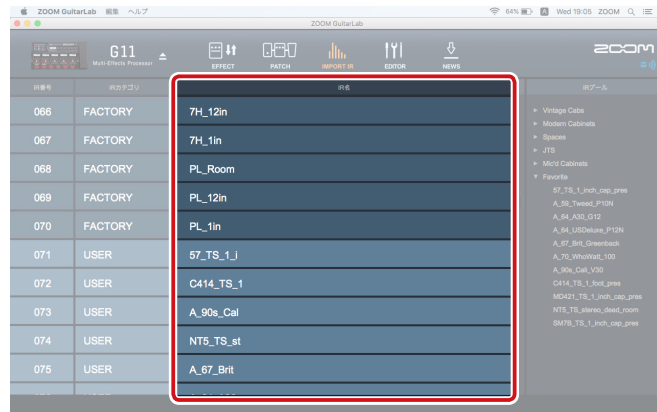 ZOOM GuitarLab 編集 ヘルプ
64% A Wed 19:05 ZOOM
ZOOM GuitarLab
G11
Multi-Effects Processor
EFFECT
PATCH
IMPORT IR
EDITOR
NEWS
ZOOM
IR番号
IRカテゴリ
IR名
IRプール
066 FACTORY 7H_12in
067 FACTORY 7H_1in
068 FACTORY PL_Room
069 FACTORY PL_12in
070 FACTORY PL_1in
071 USER 57_TS_1_i
072 USER C414_TS_1
073 USER A_90s_Cal
074 USER NT5_TS_st
075 USER A_67_Brit
Vintage Cabs
Modern Cabinets
Spaces
JTS
Mic'd Cabinets
Favorite
57_TS_1_inch_cap_pres
A_59_Tweed_P10N
A_64_A30_G12
A_64_USDeluxe_P12N
A_67_Brit_Greenback
A_70_WhoWatt_100
A_90s_Cali_V30
C414_TS_1_foot_pres
MD421_TS_1_inch_cap_pres
NT5_TS_stereo_dead_room
SM7B_TS_1_inch_cap_pres